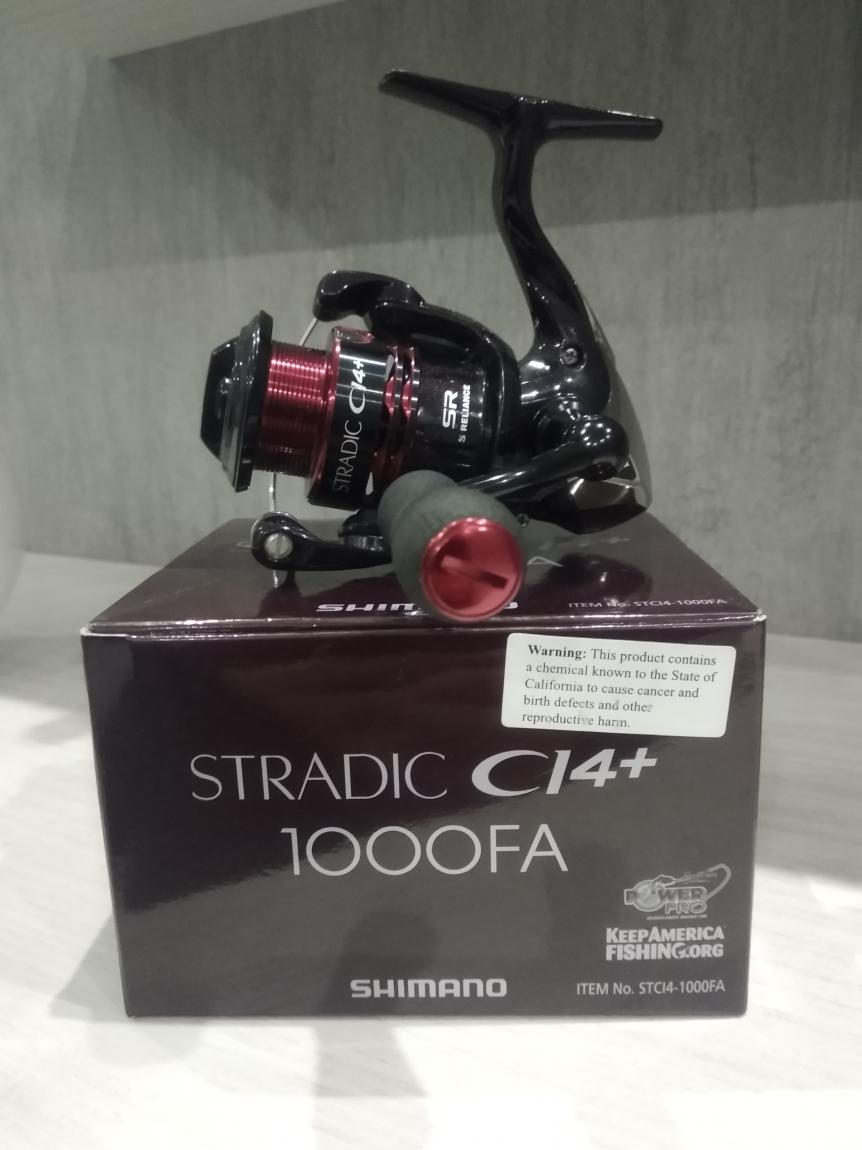 STRADIC CI4+
SR
S RELIANCE
SHIM
ITEM No. STCI4-1000FA
Warning: This product contains
a chemical known to the State of
California to cause cancer and
birth defects and other
reproductive harm.
STRADIC CI4+
1000FA
POWER
PRO
KEEPAMERICA
FISHING.ORG
SHIMANO
ITEM No. STCI4-1000FA